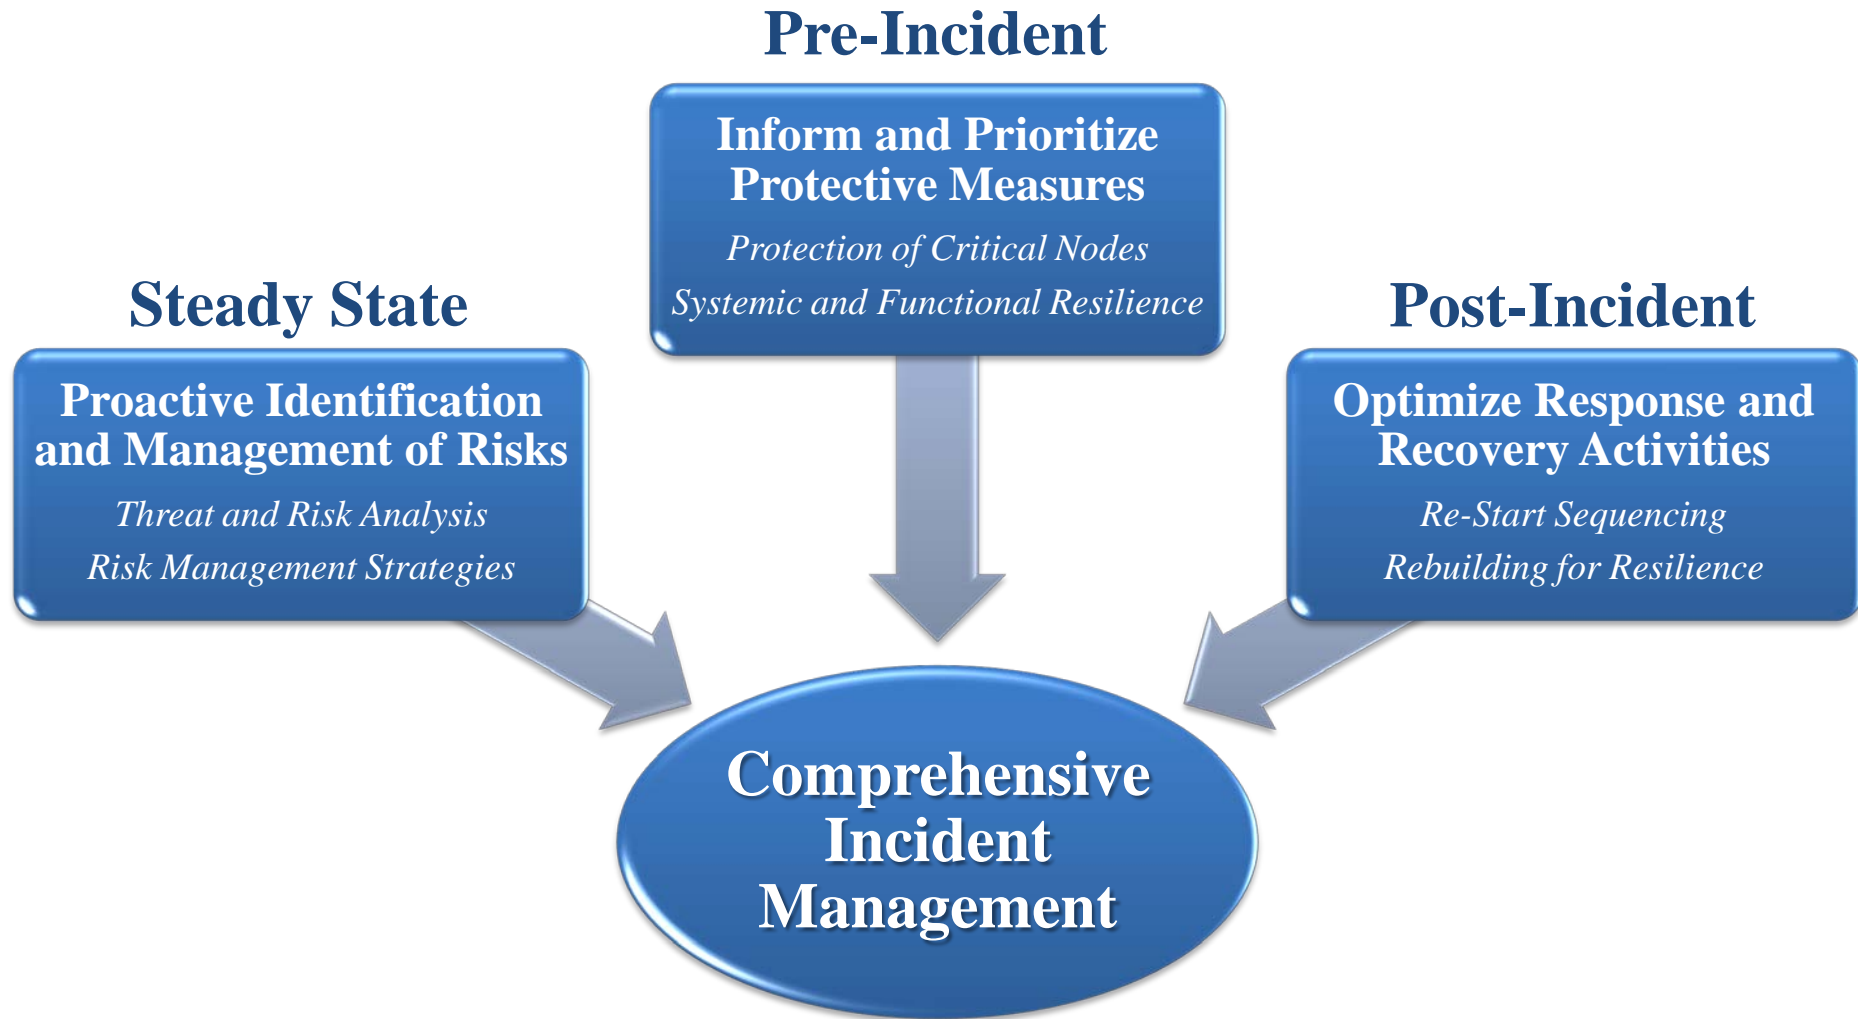 Pre-Incident
Inform and Prioritize
Protective Measures
Protection of Critical Nodes
Systemic and Functional Resilience
Steady State
Proactive Identification
and Management of Risks
Threat and Risk Analysis
Risk Management Strategies
Post-Incident
Optimize Response and
Recovery Activities
Re-Start Sequencing
Rebuilding for Resilience
Comprehensive
Incident
Management